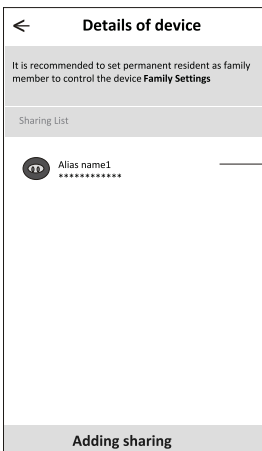 Details of device
It is recommended to set permanent resident as family
member to control the device Family Settings
Sharing List
Alias name1
************
Adding sharing